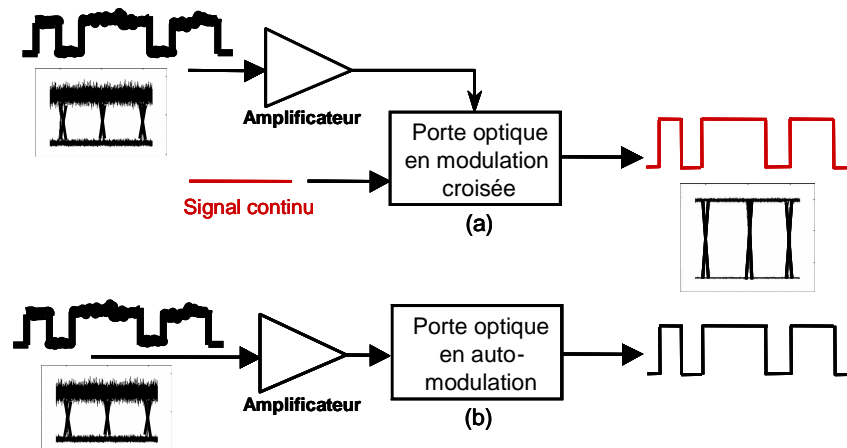 Amplificateur
Porte optique
en modulation
croisée
Signal continu
(a)
Porte optique
en auto-
modulation
Amplificateur
(b)